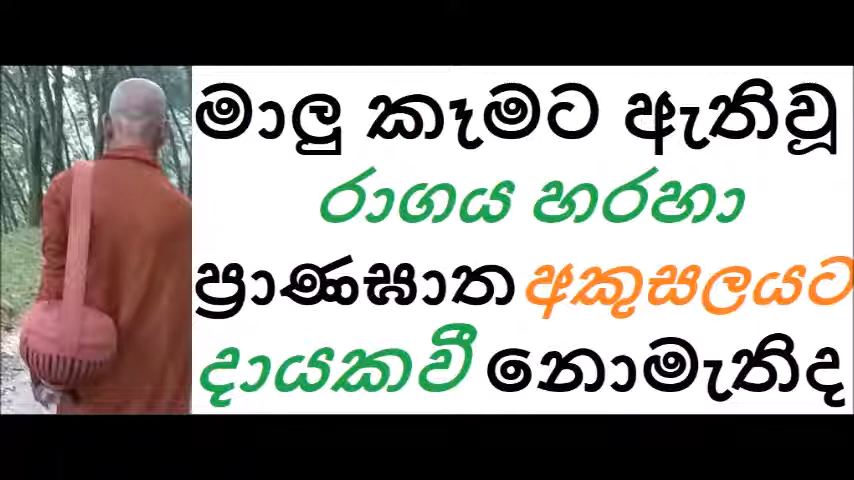 මාලු කෑමට ඇතිවූ
රාගය හරහා
ප්‍රාණඝාත අකුසලයට
දායකවී නොමැතිද